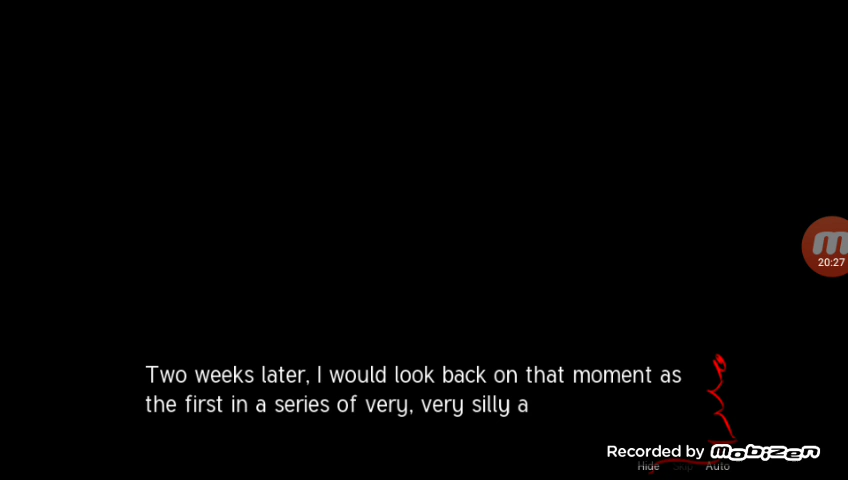 20:27
Two weeks later, I would look back on that moment as
the first in a series of very, very silly a
Recorded by mobizen
Hide Skip Auto